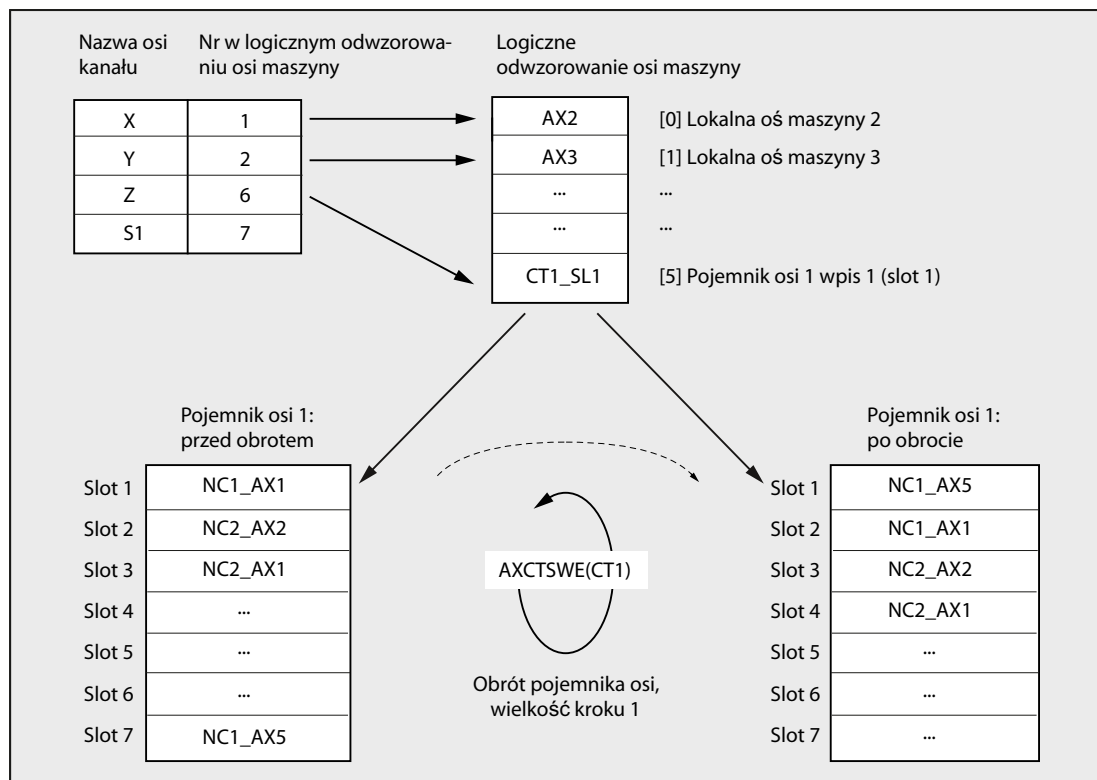 Nazwa osi kanału
Nr w logicznym odwzorowa-
niu osi maszyny
Logiczne
odwzorowanie osi maszyny
X 1
Y 2
Z 6
S1 7
AX2 [0] Lokalna oś maszyny 2
AX3 [1] Lokalna oś maszyny 3
... ...
... ...
CT1_SL1 [5] Pojemnik osi 1 wpis 1 (slot 1)
Pojemnik osi 1:
przed obrotem
Slot 1 NC1_AX1
Slot 2 NC2_AX2
Slot 3 NC2_AX1
Slot 4 ...
Slot 5 ...
Slot 6 ...
Slot 7 NC1_AX5
AXCTSWE(CT1)
Obrót pojemnika osi,
wielkość kroku 1
Pojemnik osi 1:
po obrocie
Slot 1 NC1_AX5
Slot 2 NC1_AX1
Slot 3 NC2_AX2
Slot 4 NC2_AX1
Slot 5 ...
Slot 6 ...
Slot 7 ...